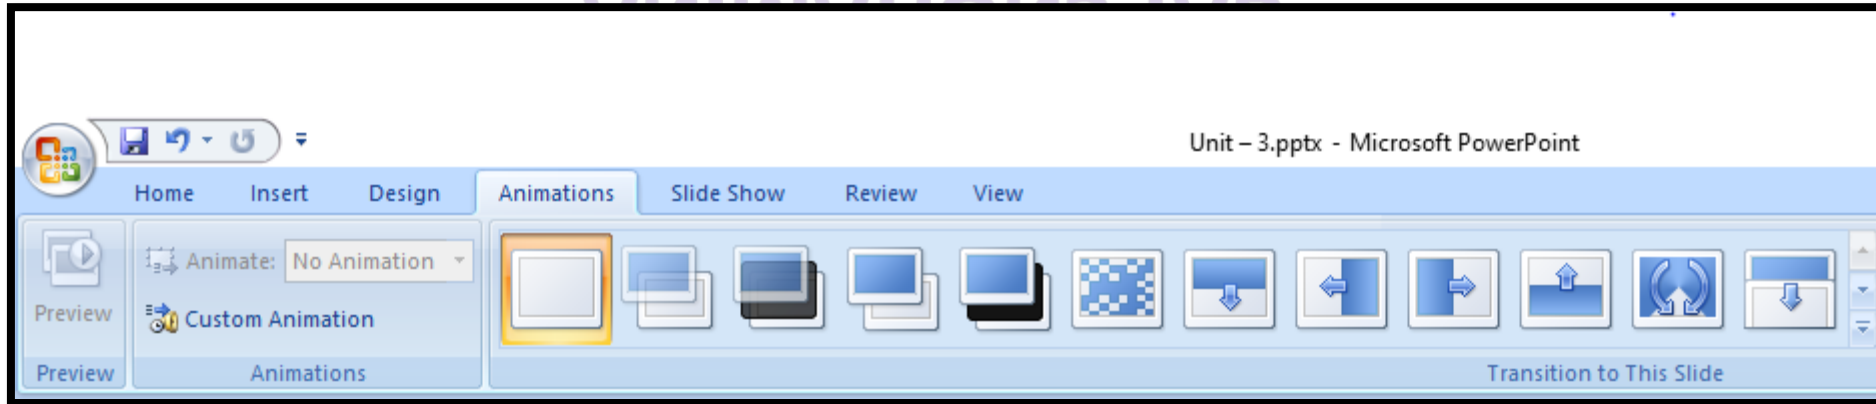 Unit – 3.pptx - Microsoft PowerPoint
Home Insert Design Animations Slide Show Review View
Animate: No Animation
Preview
Custom Animation
Preview Animations Transition to This Slide